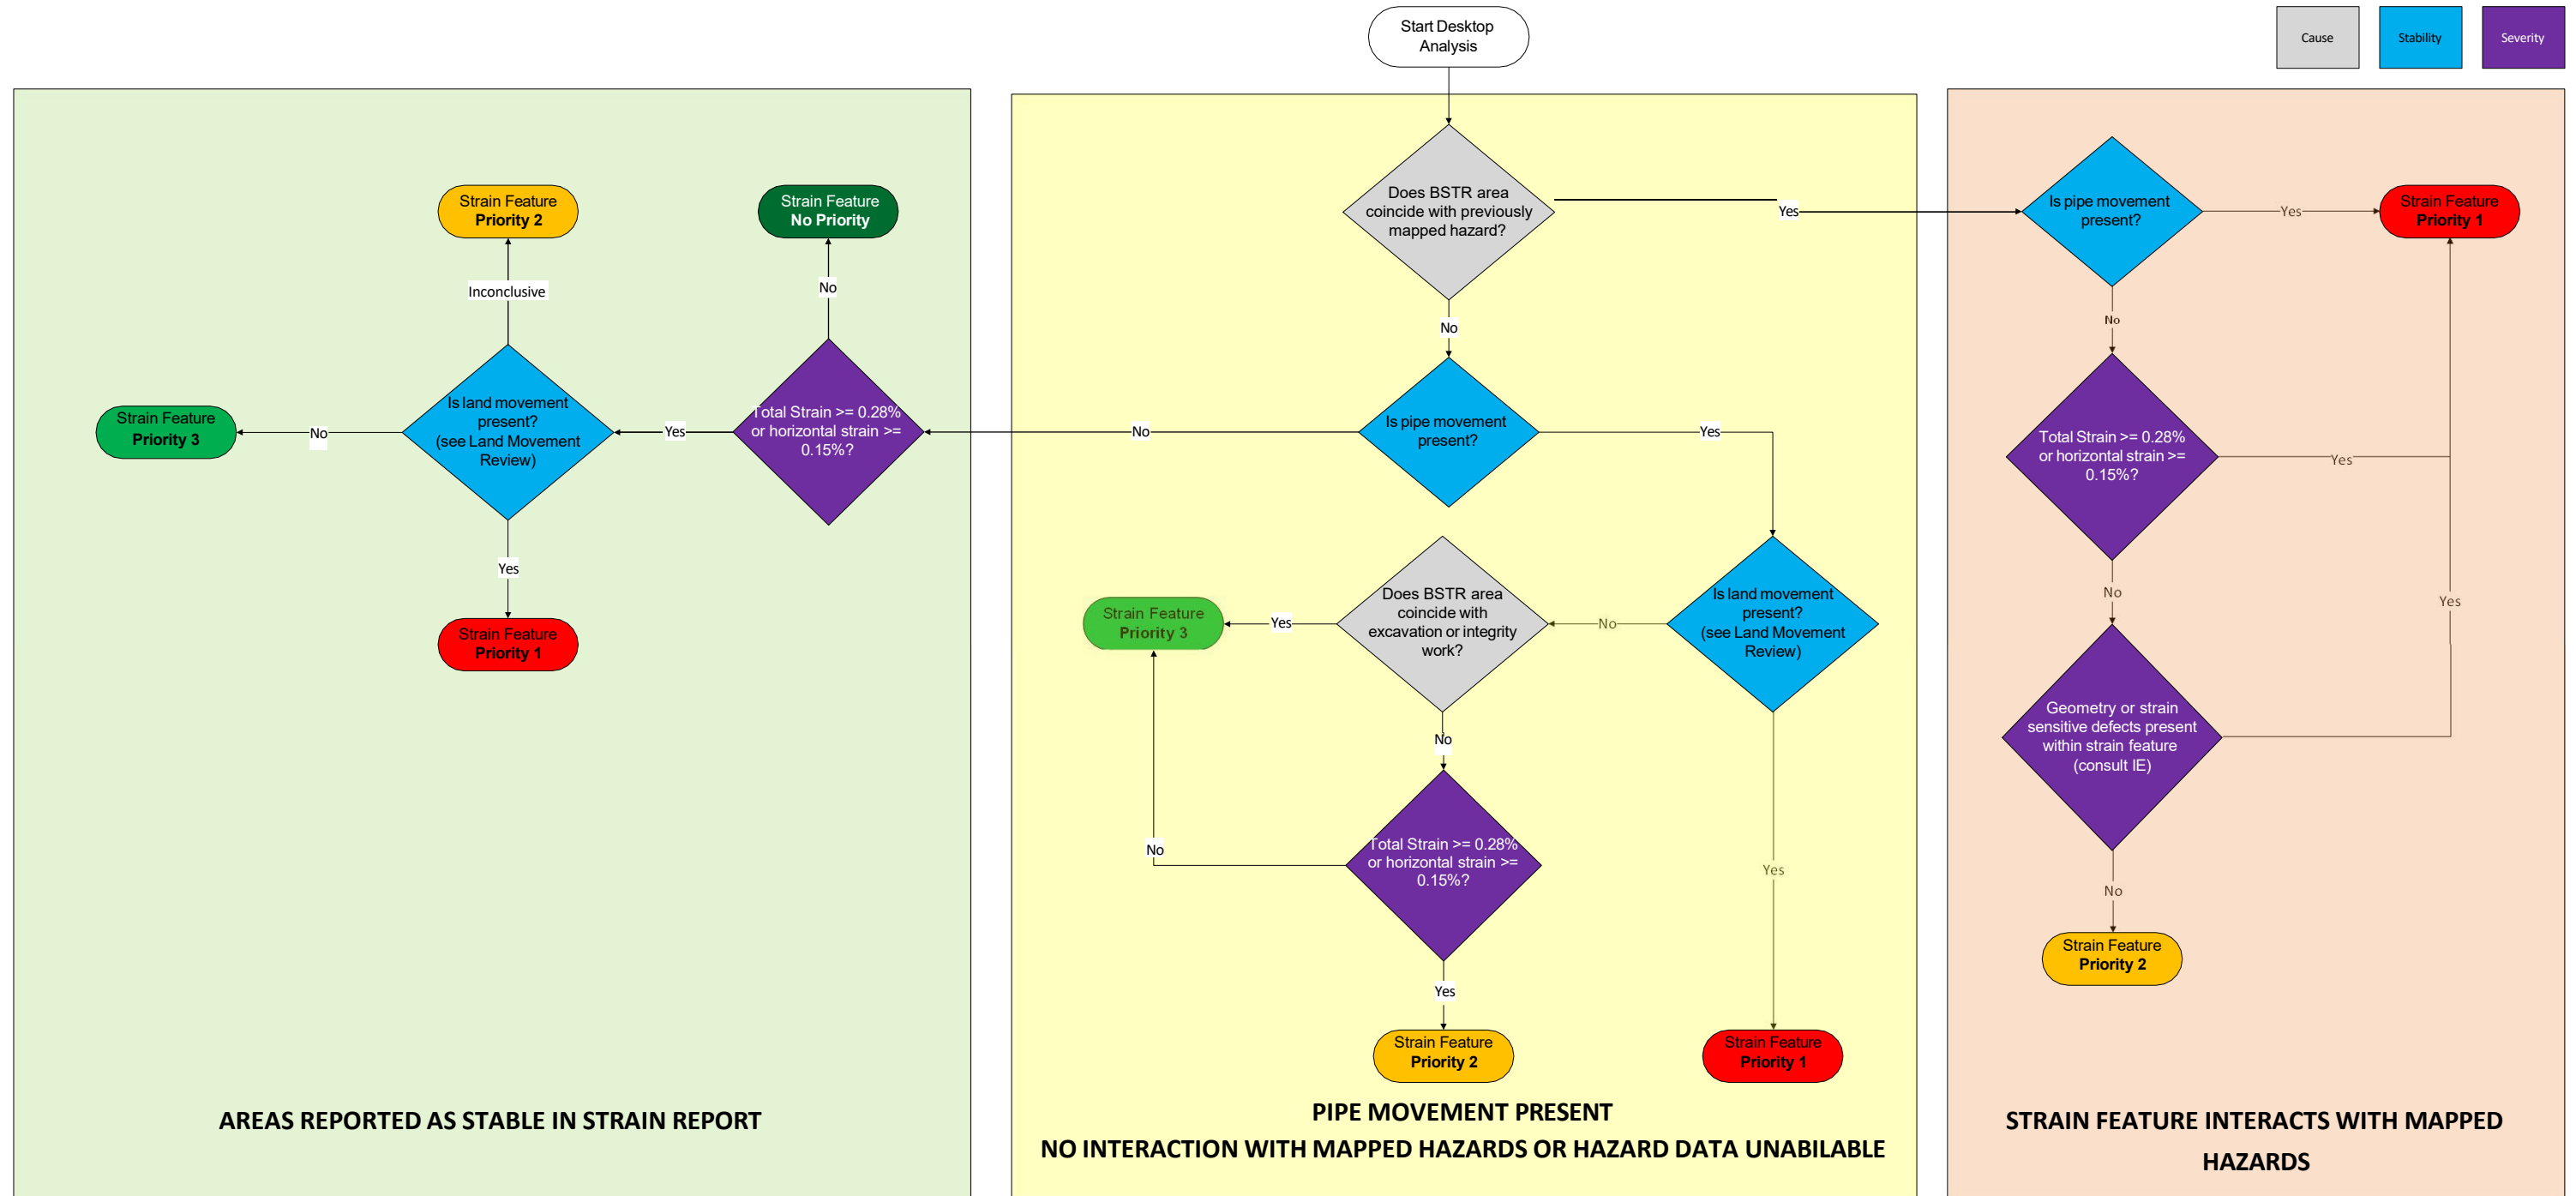 Start Desktop
Analysis
Cause
Stability
Severity
Strain Feature
Priority 2
Strain Feature
No Priority
Inconclusive
No
Is land movement
present?
(see Land Movement
Review)
Total Strain >= 0.28%
or horizontal strain >=
0.15%?
Yes
No
Strain Feature
Priority 3
Yes
Strain Feature
Priority 1
AREAS REPORTED AS STABLE IN STRAIN REPORT
Does BSTR area
coincide with previously
mapped hazard?
Yes
No
Is pipe movement
present?
No
Yes
Is land movement
present?
(see Land Movement
Review)
No
Does BSTR area
coincide with
excavation or integrity
work?
Yes
Strain Feature
Priority 3
No
Total Strain >= 0.28%
or horizontal strain >=
0.15%?
No
Yes
Yes
Strain Feature
Priority 2
Strain Feature
Priority 1
PIPE MOVEMENT PRESENT
NO INTERACTION WITH MAPPED HAZARDS OR HAZARD DATA UNABILABLE
Is pipe movement
present?
Yes
Strain Feature
Priority 1
No
Total Strain >= 0.28%
or horizontal strain >=
0.15%?
Yes
No
Yes
Geometry or strain
sensitive defects present
within strain feature
(consult IE)
No
Strain Feature
Priority 2
STRAIN FEATURE INTERACTS WITH MAPPED
HAZARDS